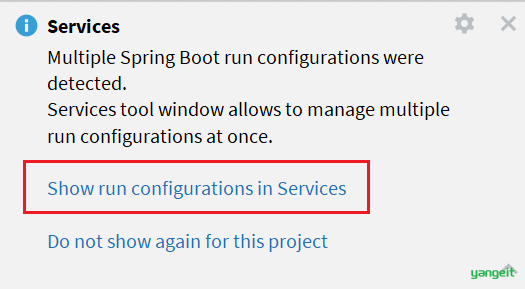 Services
Multiple Spring Boot run configurations were
detected.
Services tool window allows to manage multiple
run configurations at once.
Show run configurations in Services
Do not show again for this project
yangeit